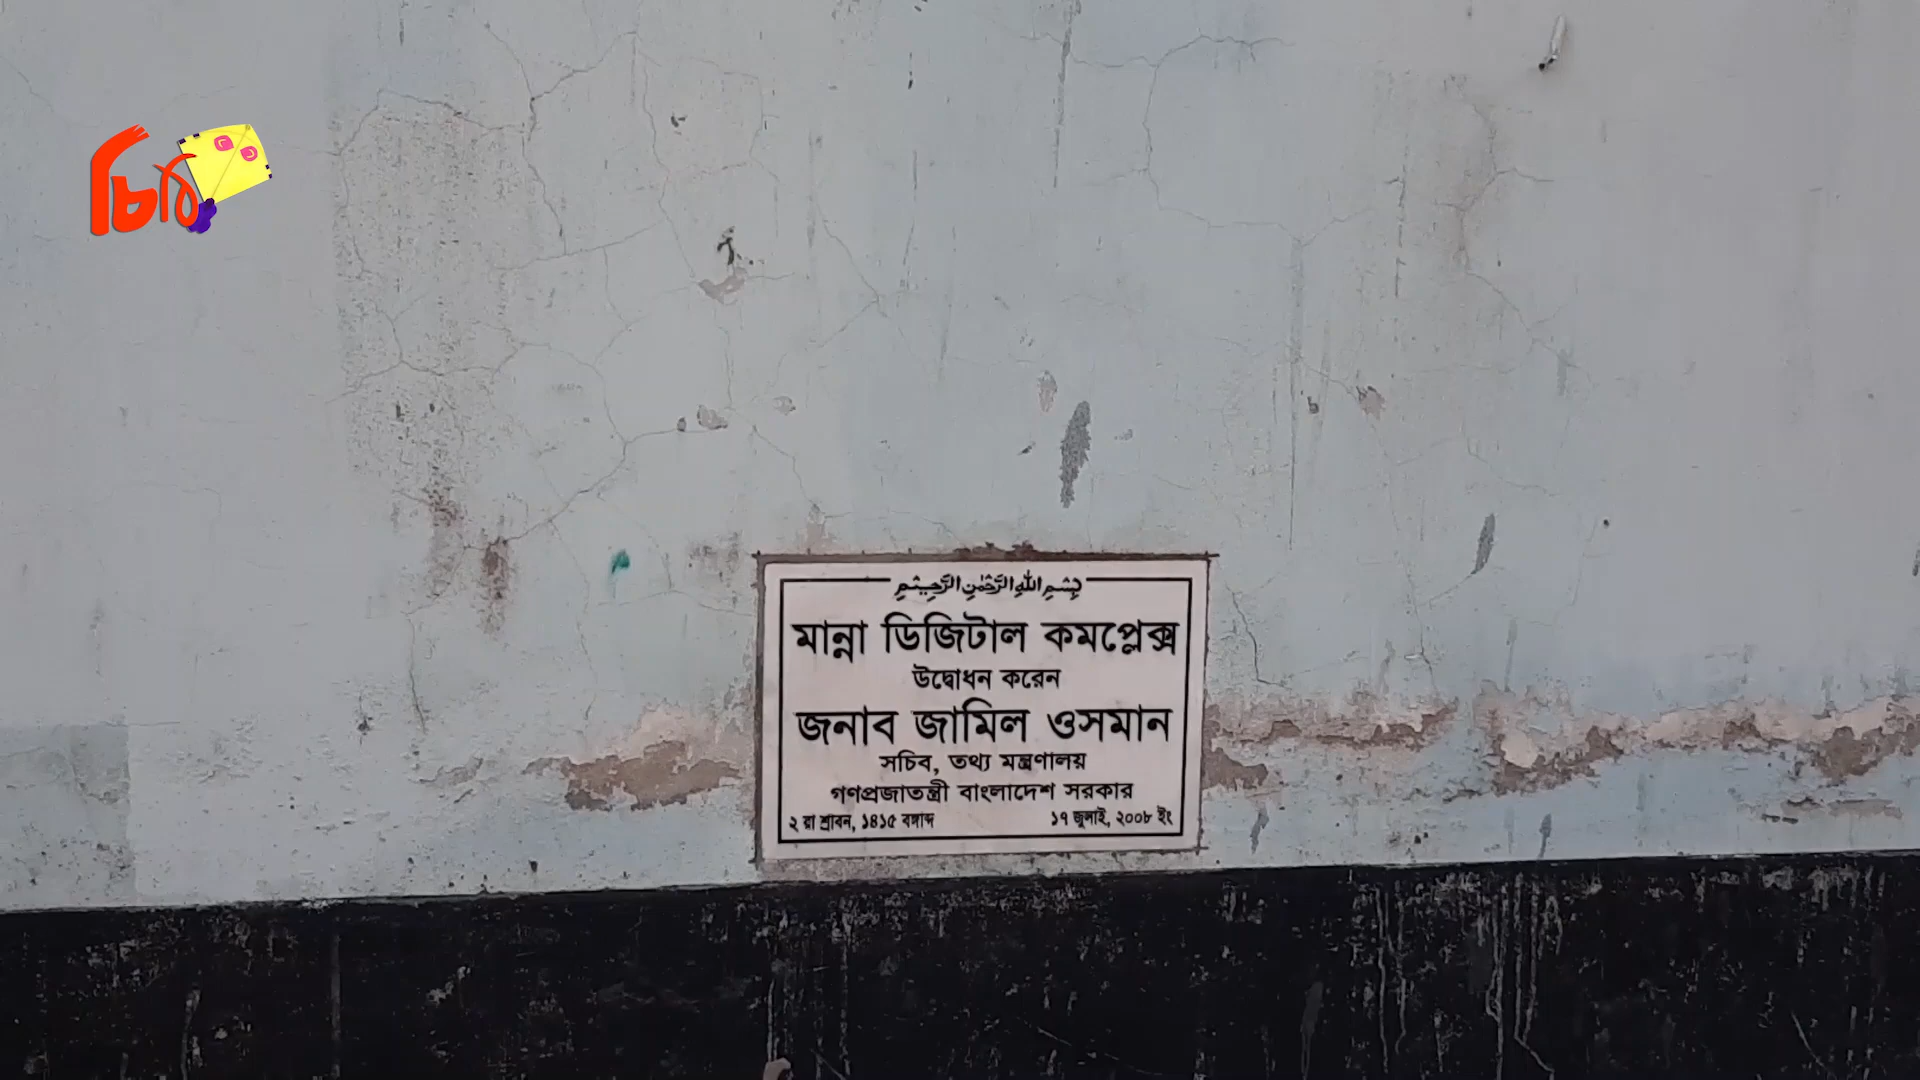 চিঠি
بِسْمِ اللهِ الرَّحْمٰنِ الرَّحِيْمِ
মান্না ডিজিটাল কমপ্লেক্স
উদ্বোধন করেন
জনাব জামিল ওসমান
সচিব, তথ্য মন্ত্রণালয়
গণপ্রজাতন্ত্রী বাংলাদেশ সরকার
২ রা শ্রাবন, ১৪১৫ বঙ্গাব্দ ১৭ জুলাই, ২০০৮ ইং